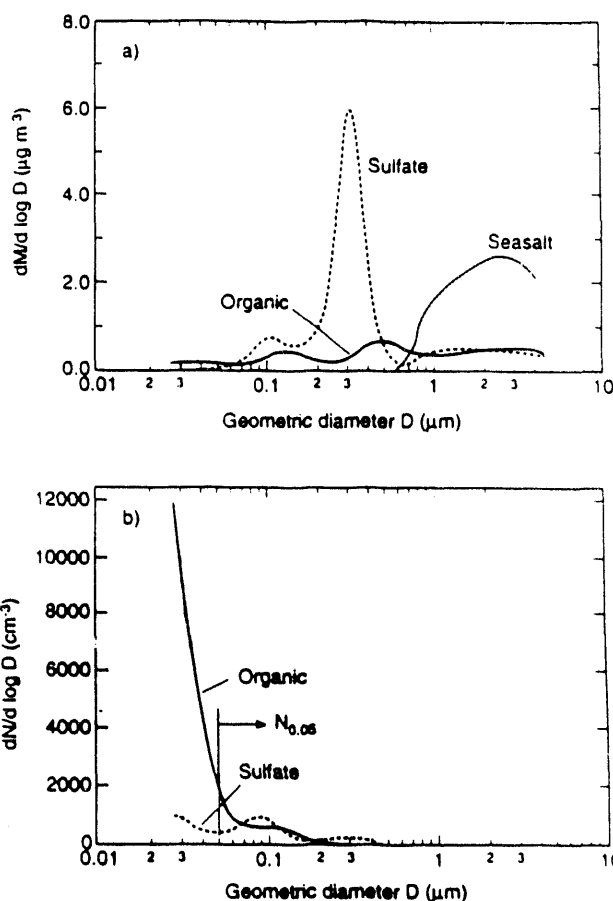 8.0
a)
6.0
Sulfate
4.0
Seasalt
2.0
Organic
0.0
0.01 2 3 0.1 2 3 1 2 3 10
dM/d log D (μg m-3)
Geometric diameter D (μm)
12000
b)
10000
8000
6000
Organic
4000
N0.05
2000
Sulfate
0
0.01 2 3 0.1 2 3 1 2 3 10
dN/d log D (cm-3)
Geometric diameter D (μm)